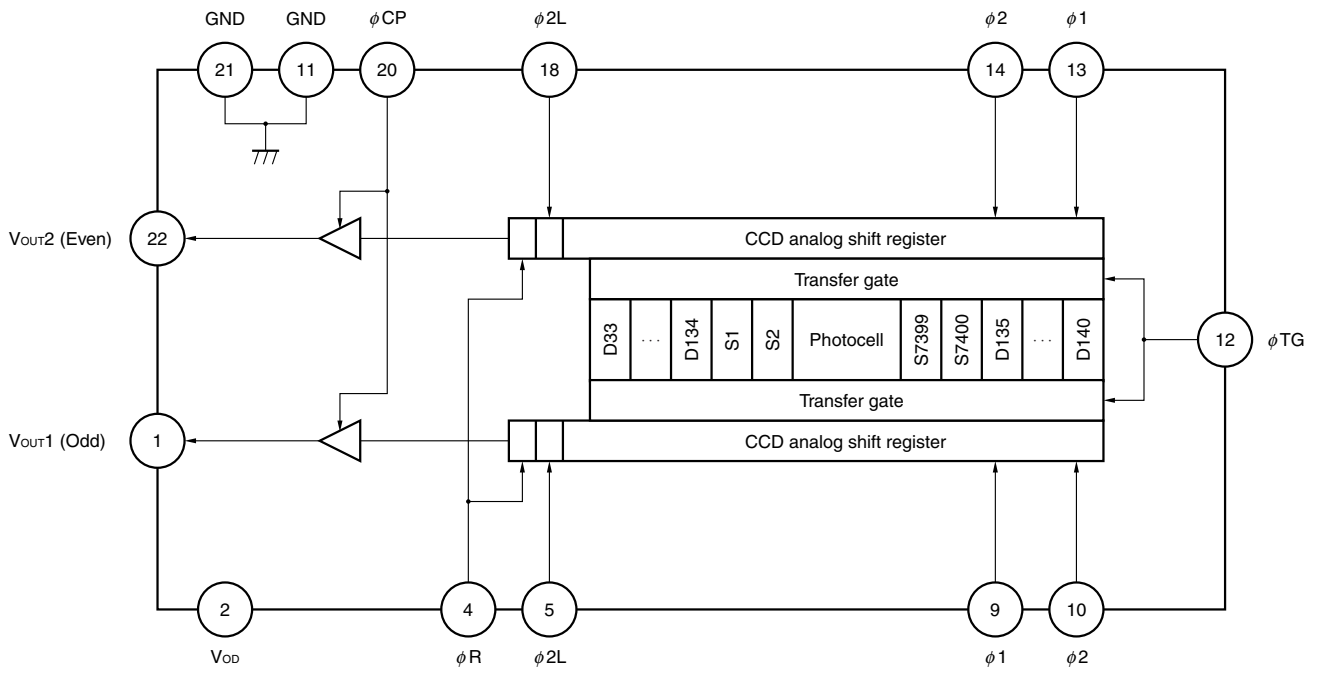 GND GND φCP φ2L φ2 φ1
21 11 20 18 14 13
22
VOUT2 (Even)
CCD analog shift register
Transfer gate
D33 ··· D134 S1 S2 Photocell S7399 S7400 D135 ··· D140
12 φTG
Transfer gate
VOUT1 (Odd)
1
CCD analog shift register
2 4 5 9 10
VOD φR φ2L φ1 φ2